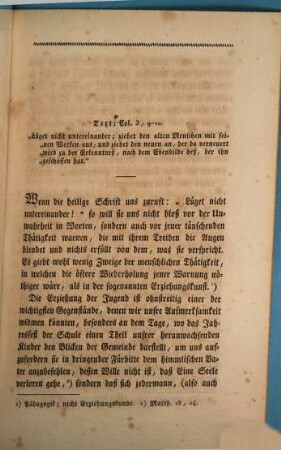 Text: Col. 3, 9-10.
„Lüget nicht untereinander; ziehet den alten Menschen mit sei-
„nen Werken aus; und ziehet den neuen an, der da verneuert
„wird zu der Erkenntniß, nach dem Ebenbilde deß, der ihn
„geschaffen hat."
Wenn die heilige Schrift uns zuruft: „Lüget nicht
untereinander!" so will sie uns nicht bloß vor der Un-
wahrheit in Worten, sondern auch vor jener täuschenden
Thätigkeit warnen, die mit ihrem Treiben die Augen
blendet und nichts erfüllt von dem, was sie verspricht.
Es giebt wohl wenig Zweige der menschlichen Thätigkeit,
in welchen die öftere Wiederholung jener Warnung nö-
thiger wäre, als in der sogenannten Erziehungskunst.¹)
Die Erziehung der Jugend ist obnstreitig einer der
wichtigsten Gegenstände, denen wir unsre Aufmerksamkeit
widmen könnten, besonders an dem Tage, wo das Jah-
resfest der Schule einen Theil unsrer heranwachsenden
Kinder den Blicken der Gemeinde darstellt, um uns auf-
zufordern sie in dringender Fürbitte dem himmlischen Va-
ter anzubefehlen, dessen Wille nicht ist, daß Eine Seele
verloren gehe,²) sondern daß sich jedermann, (also auch
1) Pädagogik; nicht Erziehungskunde. 2) Matth. 18, 14.